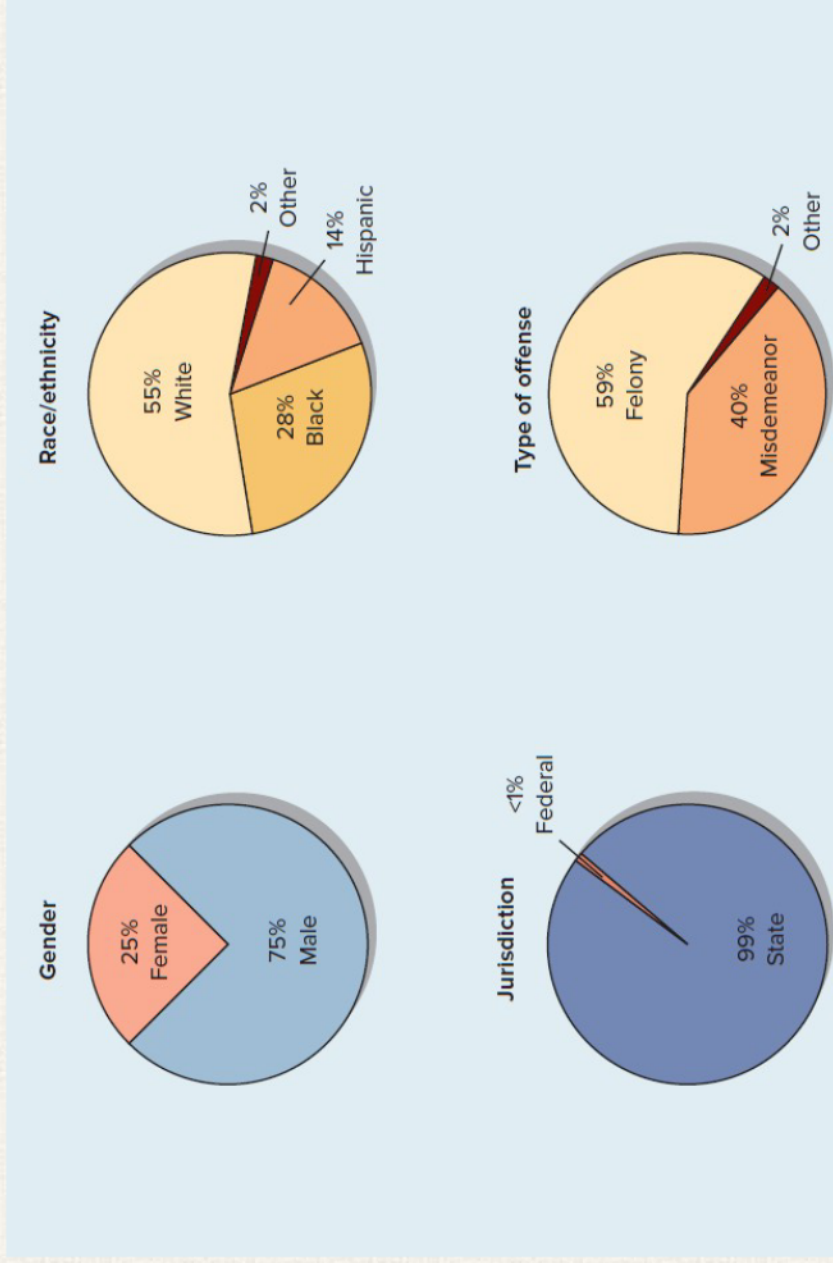 Gender
25%
Female
75%
Male
Race/ethnicity
55%
White
2%
Other
14%
Hispanic
28%
Black
Jurisdiction
<1%
Federal
99%
State
Type of offense
59%
Felony
2%
Other
40%
Misdemeanor